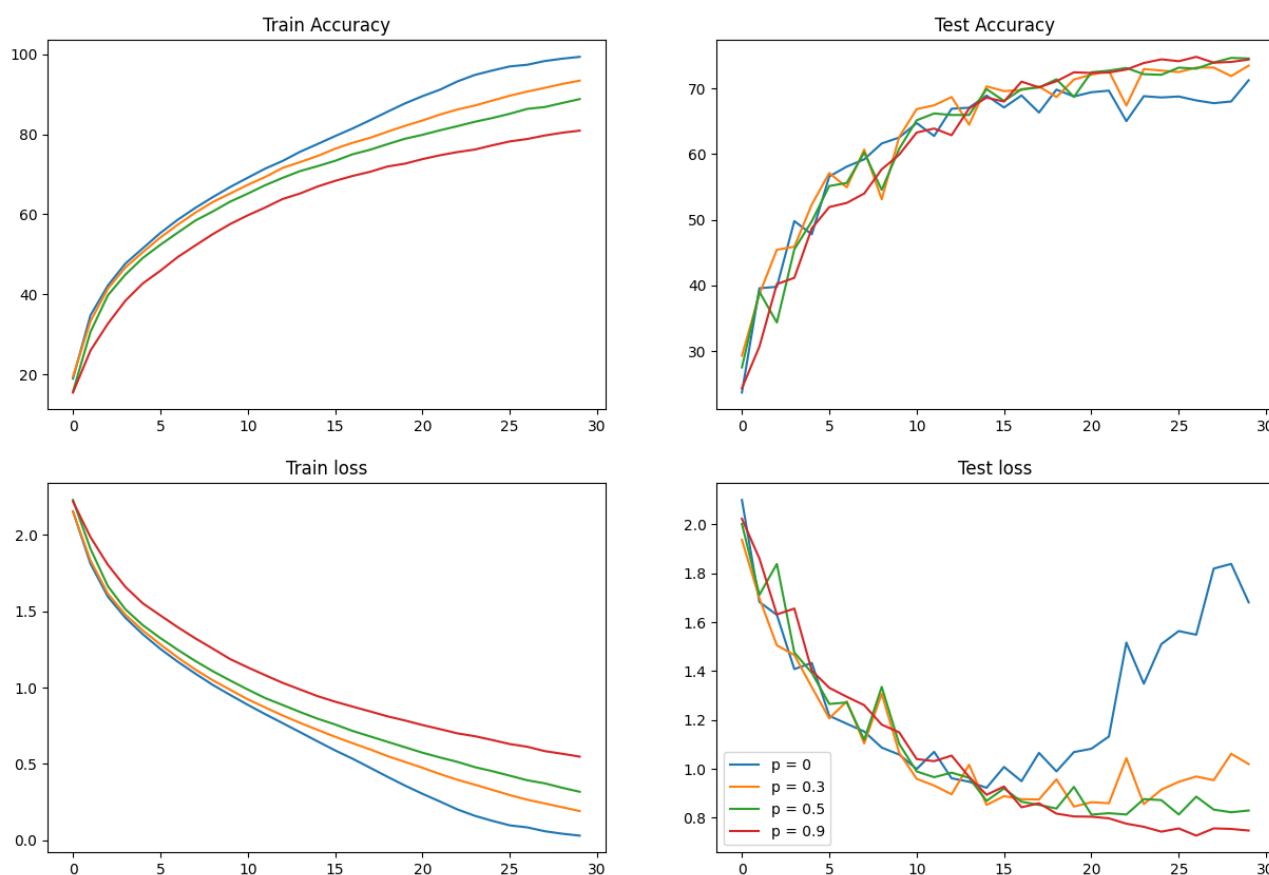 Train Accuracy
100
80
60
40
20
0 5 10 15 20 25 30
Test Accuracy
70
60
50
40
30
0 5 10 15 20 25 30
Train loss
2.0
1.5
1.0
0.5
0.0
0 5 10 15 20 25 30
Test loss
2.0
1.8
1.6
1.4
1.2
1.0
0.8
p = 0
p = 0.3
p = 0.5
p = 0.9
0 5 10 15 20 25 30